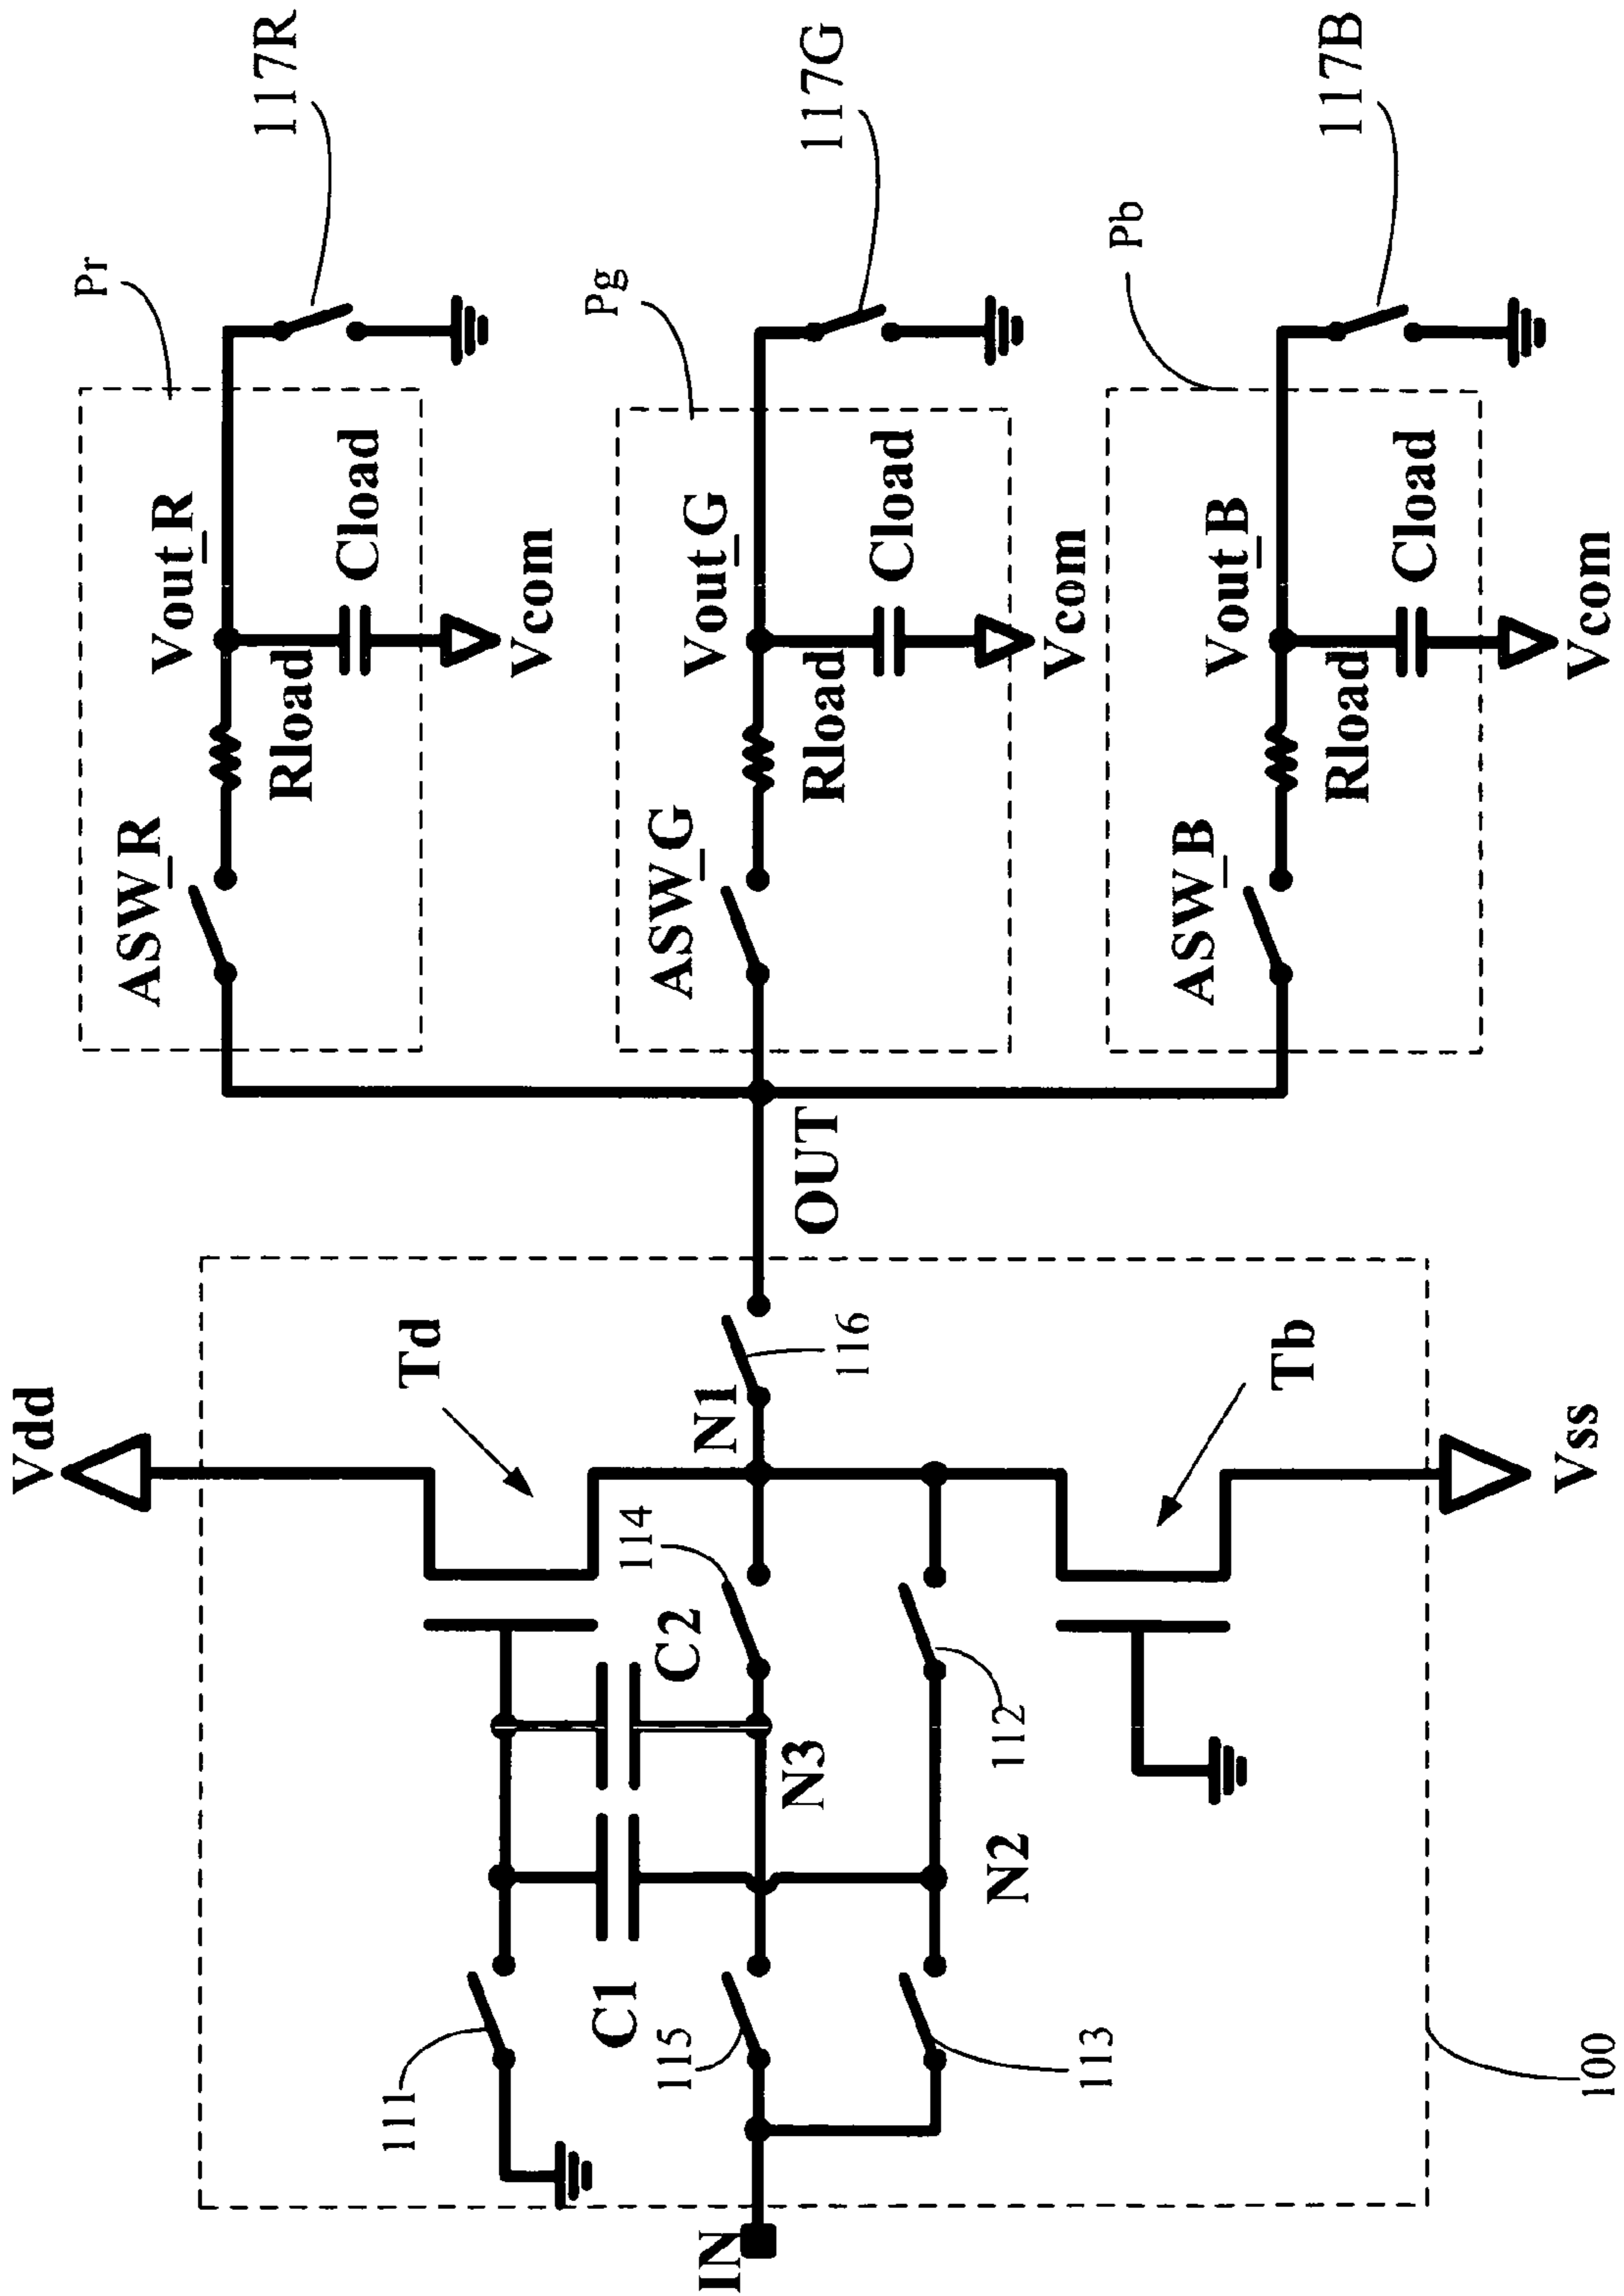 Vdd
Td
C2
114
N1
116
OUT
111
C1
115
N3
IN
N2
112
113
Tb
Vss
100
ASW_R
Rload
Vout_R
Cload
Vcom
Pr
117R
ASW_G
Rload
Vout_G
Cload
Vcom
Pg
117G
ASW_B
Rload
Vout_B
Cload
Vcom
Pb
117B